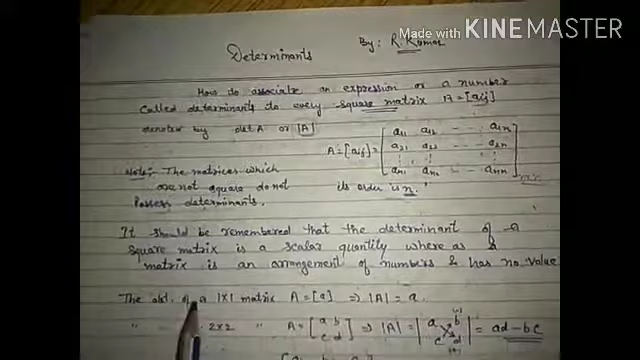 Made with KINEMASTER
Determinants
By: R Kumar
How to associate an expression or a number
called determinants to every square matrix A = [aij]
denoted by det A or |A|
A = [aij] = [a11 a12 -- - a1n
a21 a22 -- - a2n
⋮ ⋮ ⋮
an1 an2 -- - ann] n×n
Note:- The matrices which
are not square do not
Possess determinants.
its order is n.
It should be remembered that the determinant of a
square matrix is a scalar quantity where as a
matrix is an arrangement of numbers & has no value
The det. of a 1×1 matrix A = [a] ⇒ |A| = a.
" 2×2 " A = [a b
c d] ⇒ |A| = |a b
c d| = ad - bc